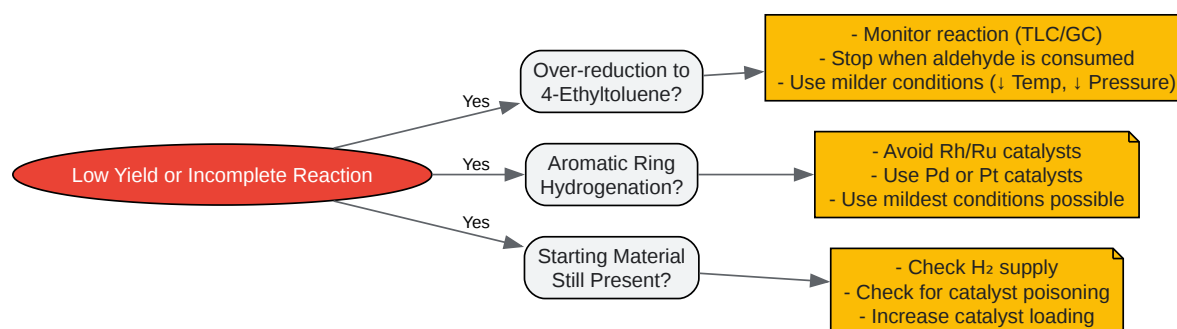 Low Yield or Incomplete Reaction
Yes
Over-reduction to
4-Ethyltoluene?
- Monitor reaction (TLC/GC)
- Stop when aldehyde is consumed
- Use milder conditions (↓ Temp, ↓ Pressure)
Yes
Aromatic Ring
Hydrogenation?
- Avoid Rh/Ru catalysts
- Use Pd or Pt catalysts
- Use mildest conditions possible
Yes
Starting Material
Still Present?
- Check H₂ supply
- Check for catalyst poisoning
- Increase catalyst loading